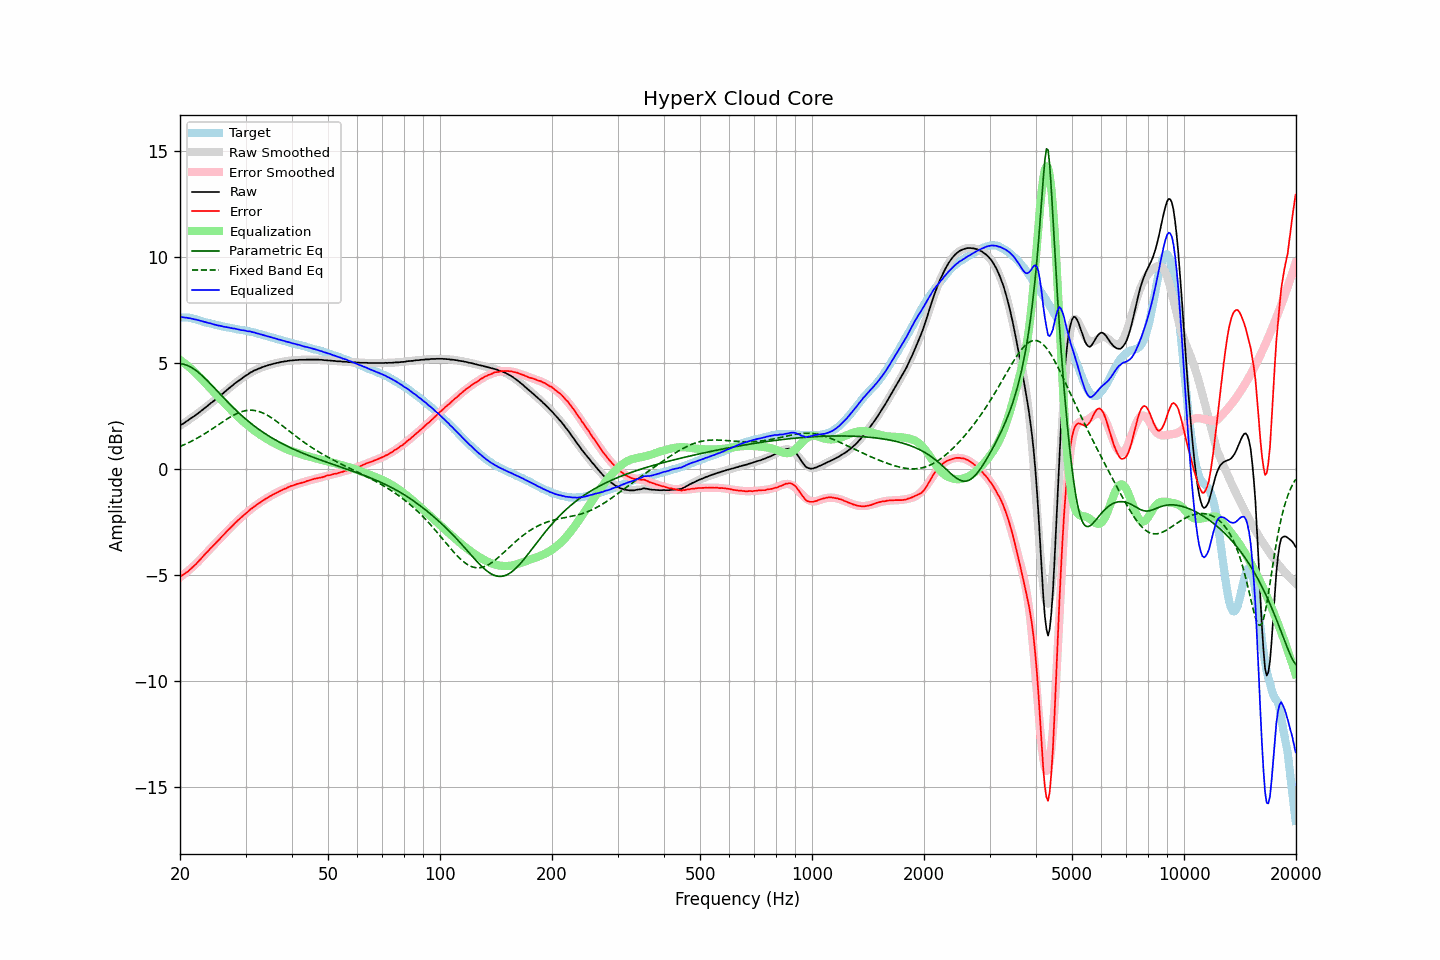 HyperX Cloud Core
Target
Raw Smoothed
Error Smoothed
Raw
Error
Equalization
Parametric Eq
Fixed Band Eq
Equalized
Amplitude (dBr)
15
10
5
0
−5
−10
−15
20 50 100 200 500 1000 2000 5000 10000 20000
Frequency (Hz)